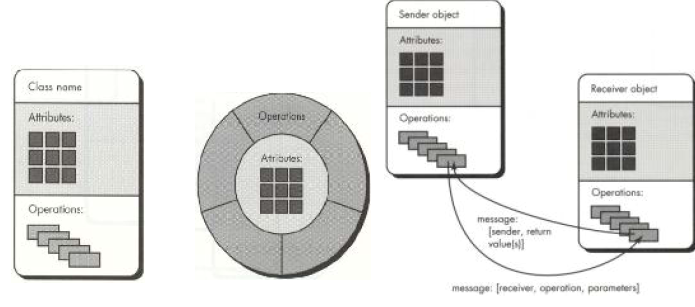 Class name
Attributes:
Operations:
Operations
Attributes:
Sender object
Attributes:
Operations:
Receiver object
Attributes:
Operations:
message:
[sender, return
value(s)]
message: [receiver, operation, parameters]